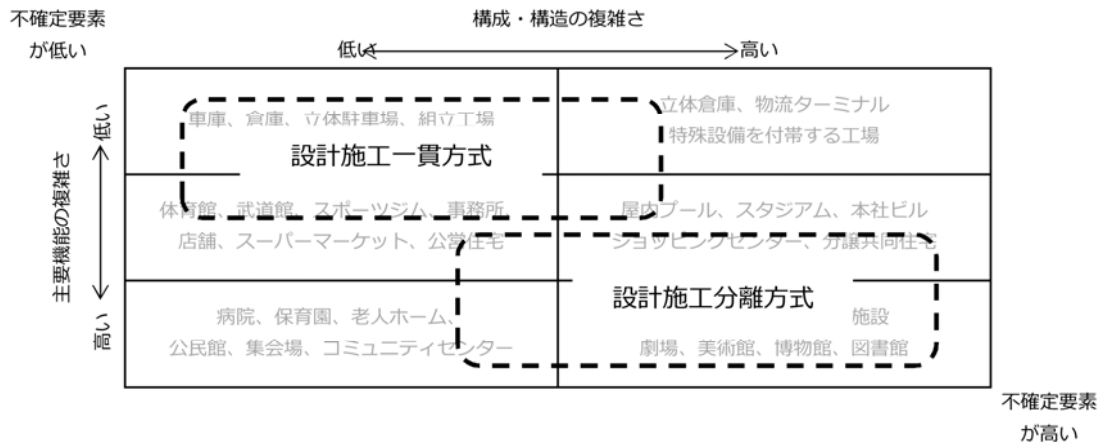 不確定要素
が低い
構成・構造の複雑さ
低い
高い
主要機能の複雑さ
低い
高い
車庫、倉庫、立体駐車場、組立工場
立体倉庫、物流ターミナル
特殊設備を付帯する工場
設計施工一貫方式
体育館、武道館、スポーツジム、事務所
店舗、スーパーマーケット、公営住宅
屋内プール、スタジアム、本社ビル
ショッピングセンター、分譲共同住宅
病院、保育園、老人ホーム、
公民館、集会場、コミュニティセンター
設計施工分離方式
施設
劇場、美術館、博物館、図書館
不確定要素
が高い